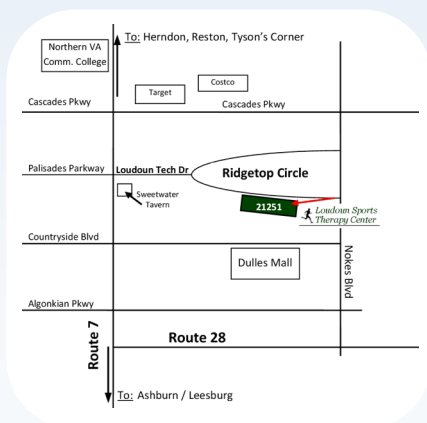 To: Herndon, Reston, Tyson's Corner
Northern VA
Comm. College
Costco
Target
Cascades Pkwy
Cascades Pkwy
Palisades Parkway
Loudoun Tech Dr
Ridgetop Circle
Sweetwater
Tavern
21251
Loudoun Sports
Therapy Center
Countryside Blvd
Dulles Mall
Nokes Blvd
Algonkian Pkwy
Route 7
Route 28
To: Ashburn / Leesburg